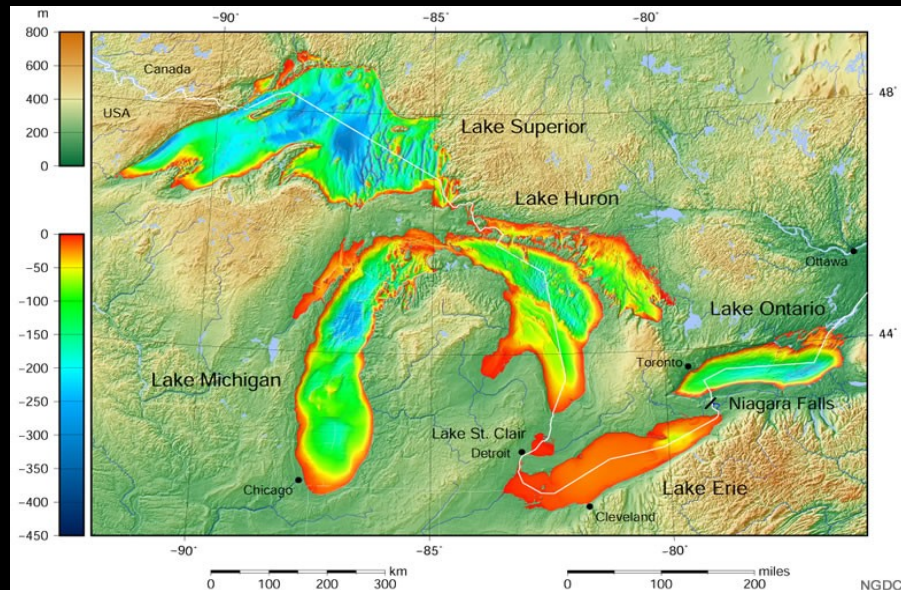 -90°
-85°
-80°
m
800
600
400
200
0
Canada
USA
48°
Lake Superior
Lake Huron
Ottawa
0
-50
-100
-150
-200
-250
-300
-350
-400
-450
Lake Ontario
44°
Toronto
Lake Michigan
Niagara Falls
Lake St. Clair
Detroit
Chicago
Lake Erie
Cleveland
-90°
-85°
-80°
km
0 100 200 300
miles
0 100 200
NGDC